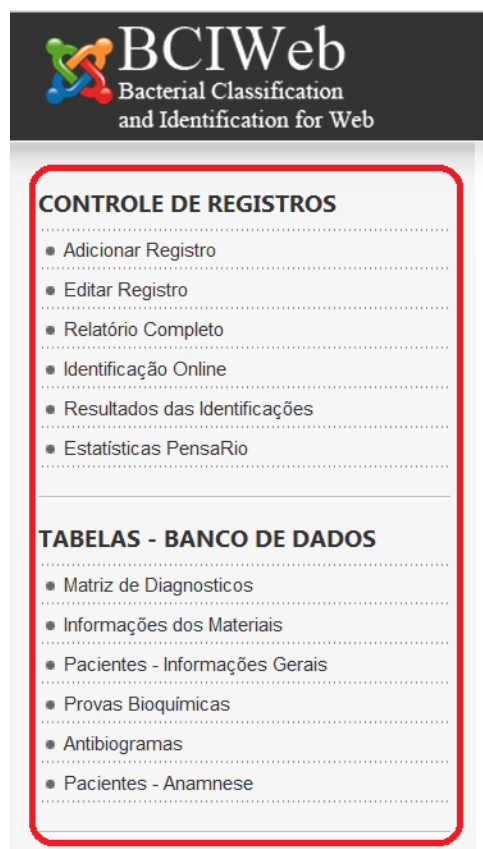 BCIWeb
Bacterial Classification
and Identification for Web
CONTROLE DE REGISTROS
Adicionar Registro
Editar Registro
Relatório Completo
Identificação Online
Resultados das Identificações
Estatísticas PensaRio
TABELAS - BANCO DE DADOS
Matriz de Diagnosticos
Informações dos Materiais
Pacientes - Informações Gerais
Provas Bioquímicas
Antibiogramas
Pacientes - Anamnese